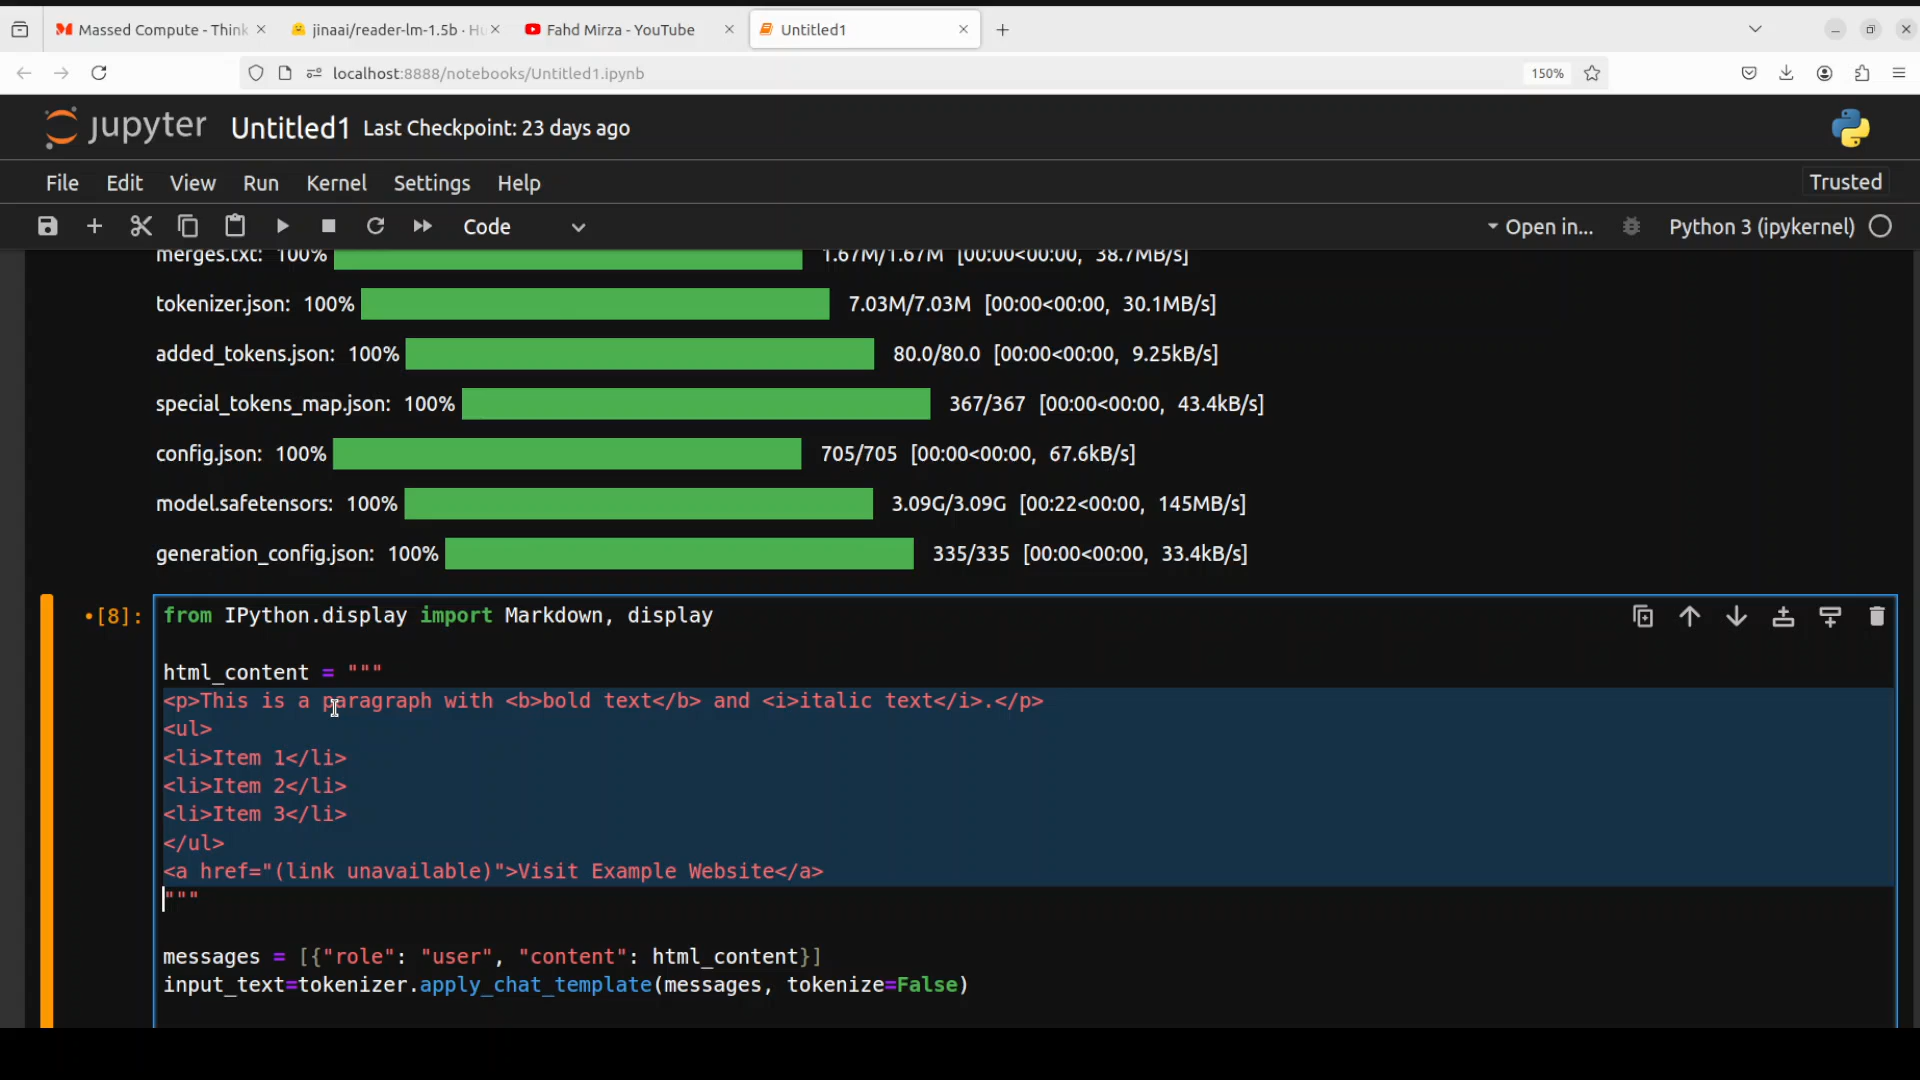 Massed Compute - Think
jinaai/reader-lm-1.5b · Hu
Fahd Mirza - YouTube
Untitled1
localhost:8888/notebooks/Untitled1.ipynb
150%
jupyter Untitled1 Last Checkpoint: 23 days ago
File Edit View Run Kernel Settings Help
Trusted
Code
Open in...
Python 3 (ipykernel)
merges.txt: 100% 1.67M/1.67M [00:00<00:00, 38.7MB/s]
tokenizer.json: 100% 7.03M/7.03M [00:00<00:00, 30.1MB/s]
added_tokens.json: 100% 80.0/80.0 [00:00<00:00, 9.25kB/s]
special_tokens_map.json: 100% 367/367 [00:00<00:00, 43.4kB/s]
config.json: 100% 705/705 [00:00<00:00, 67.6kB/s]
model.safetensors: 100% 3.09G/3.09G [00:22<00:00, 145MB/s]
generation_config.json: 100% 335/335 [00:00<00:00, 33.4kB/s]
•[8]: from IPython.display import Markdown, display
html_content = """
<p>This is a paragraph with <b>bold text</b> and <i>italic text</i>.</p>
<ul>
<li>Item 1</li>
<li>Item 2</li>
<li>Item 3</li>
</ul>
<a href="(link unavailable)">Visit Example Website</a>
"""
messages = [{"role": "user", "content": html_content}]
input_text=tokenizer.apply_chat_template(messages, tokenize=False)